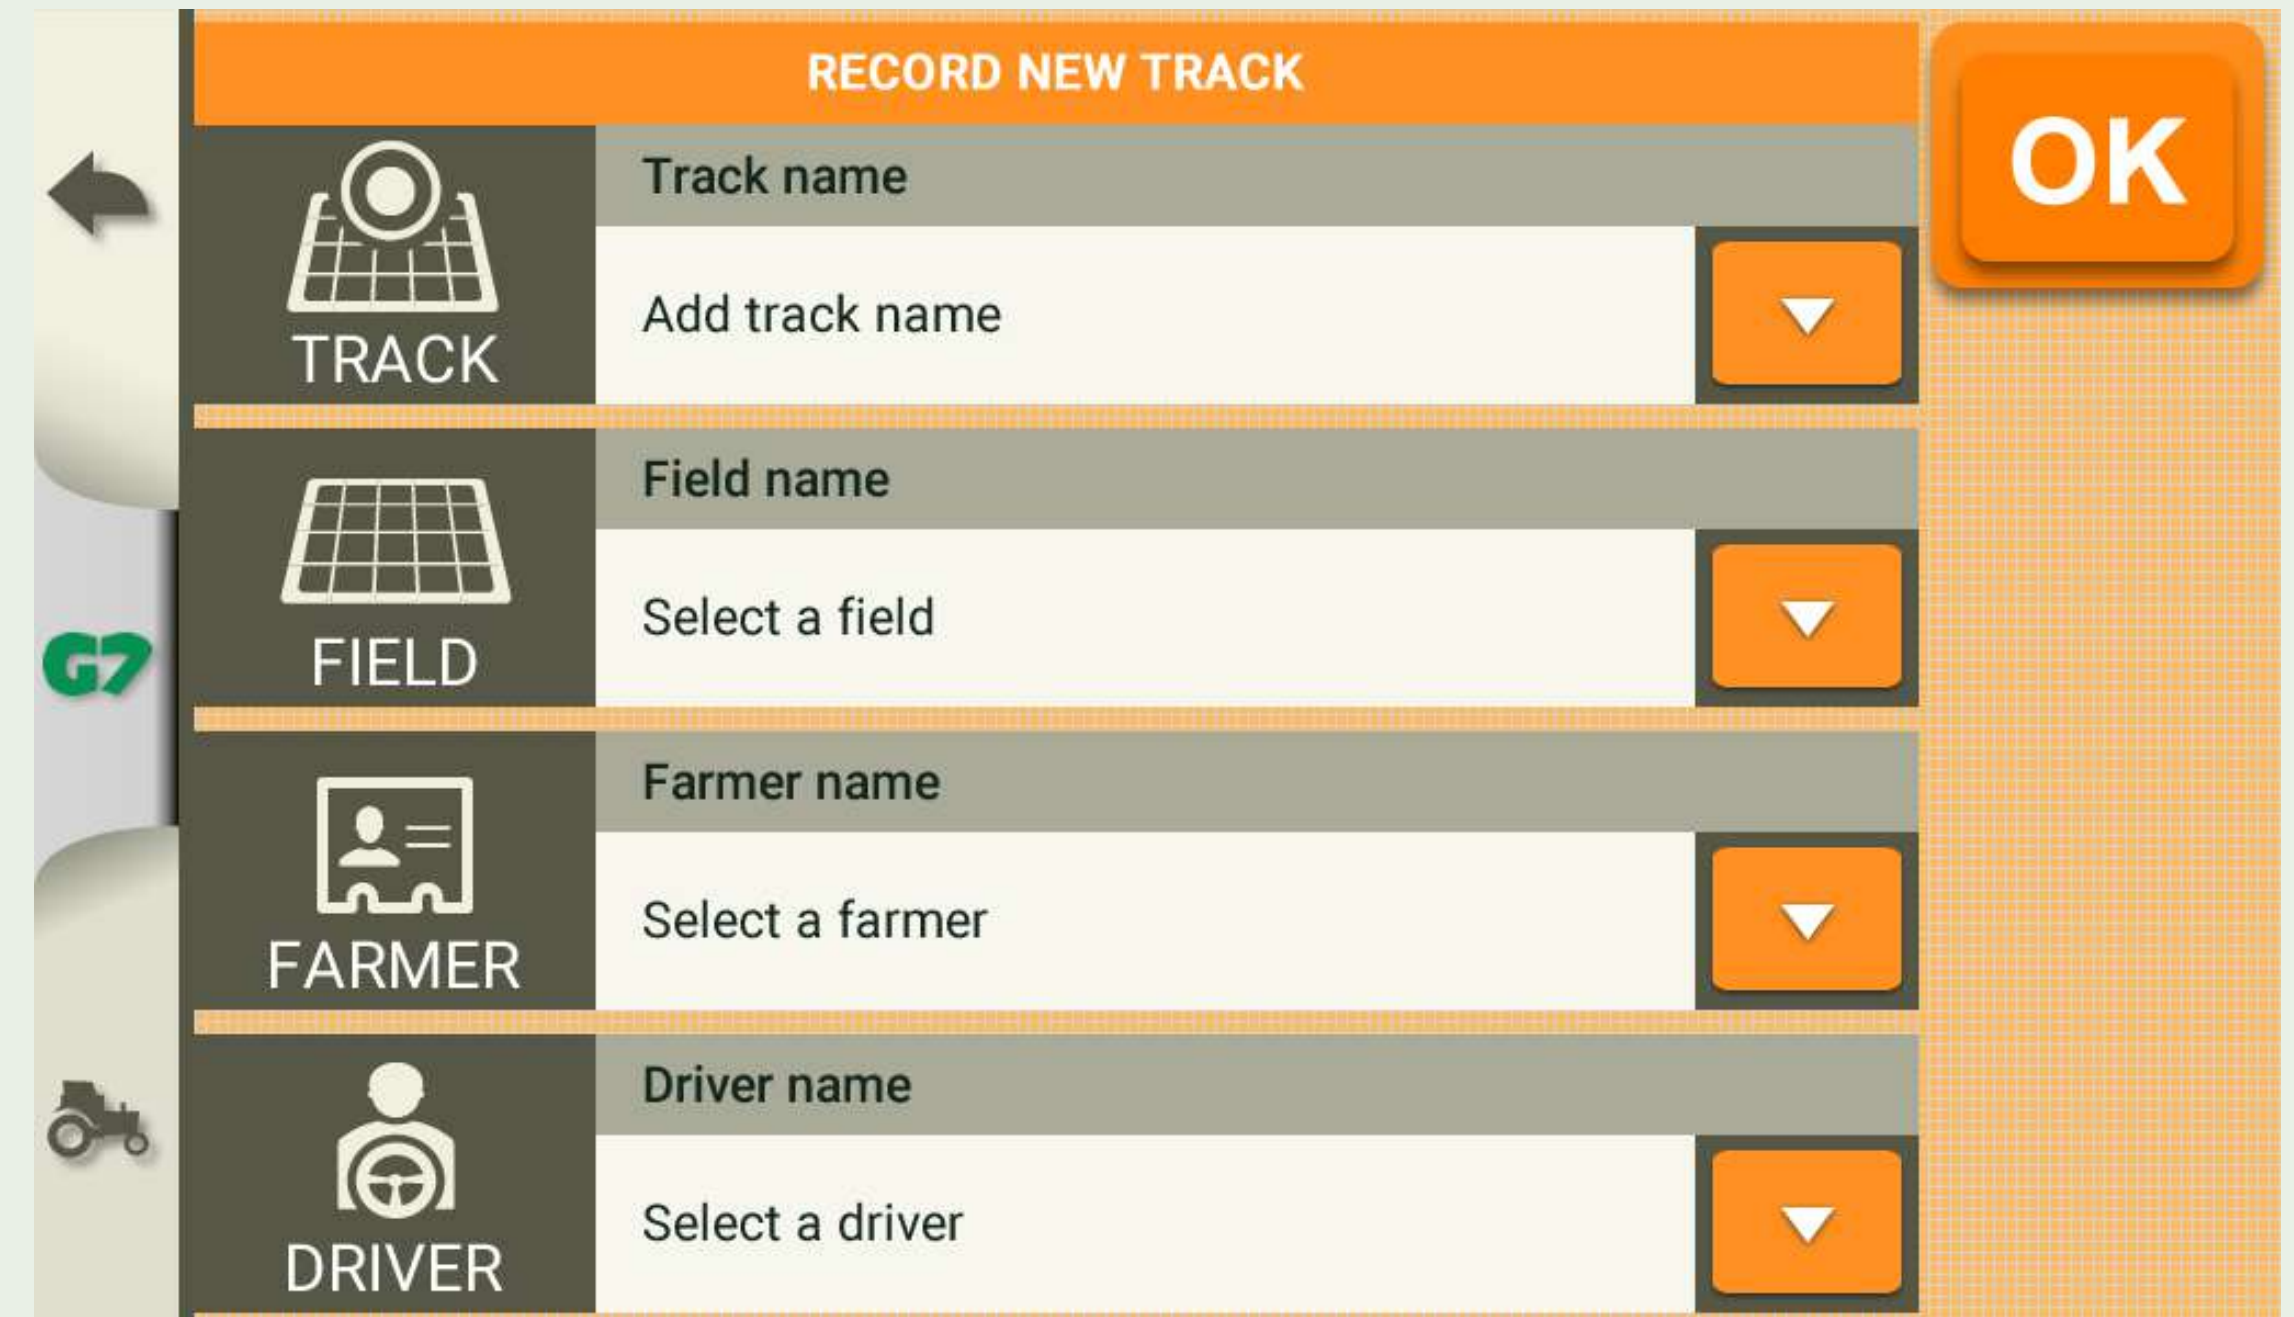 RECORD NEW TRACK
OK
TRACK
Track name
Add track name
FIELD
Field name
Select a field
G7
FARMER
Farmer name
Select a farmer
DRIVER
Driver name
Select a driver